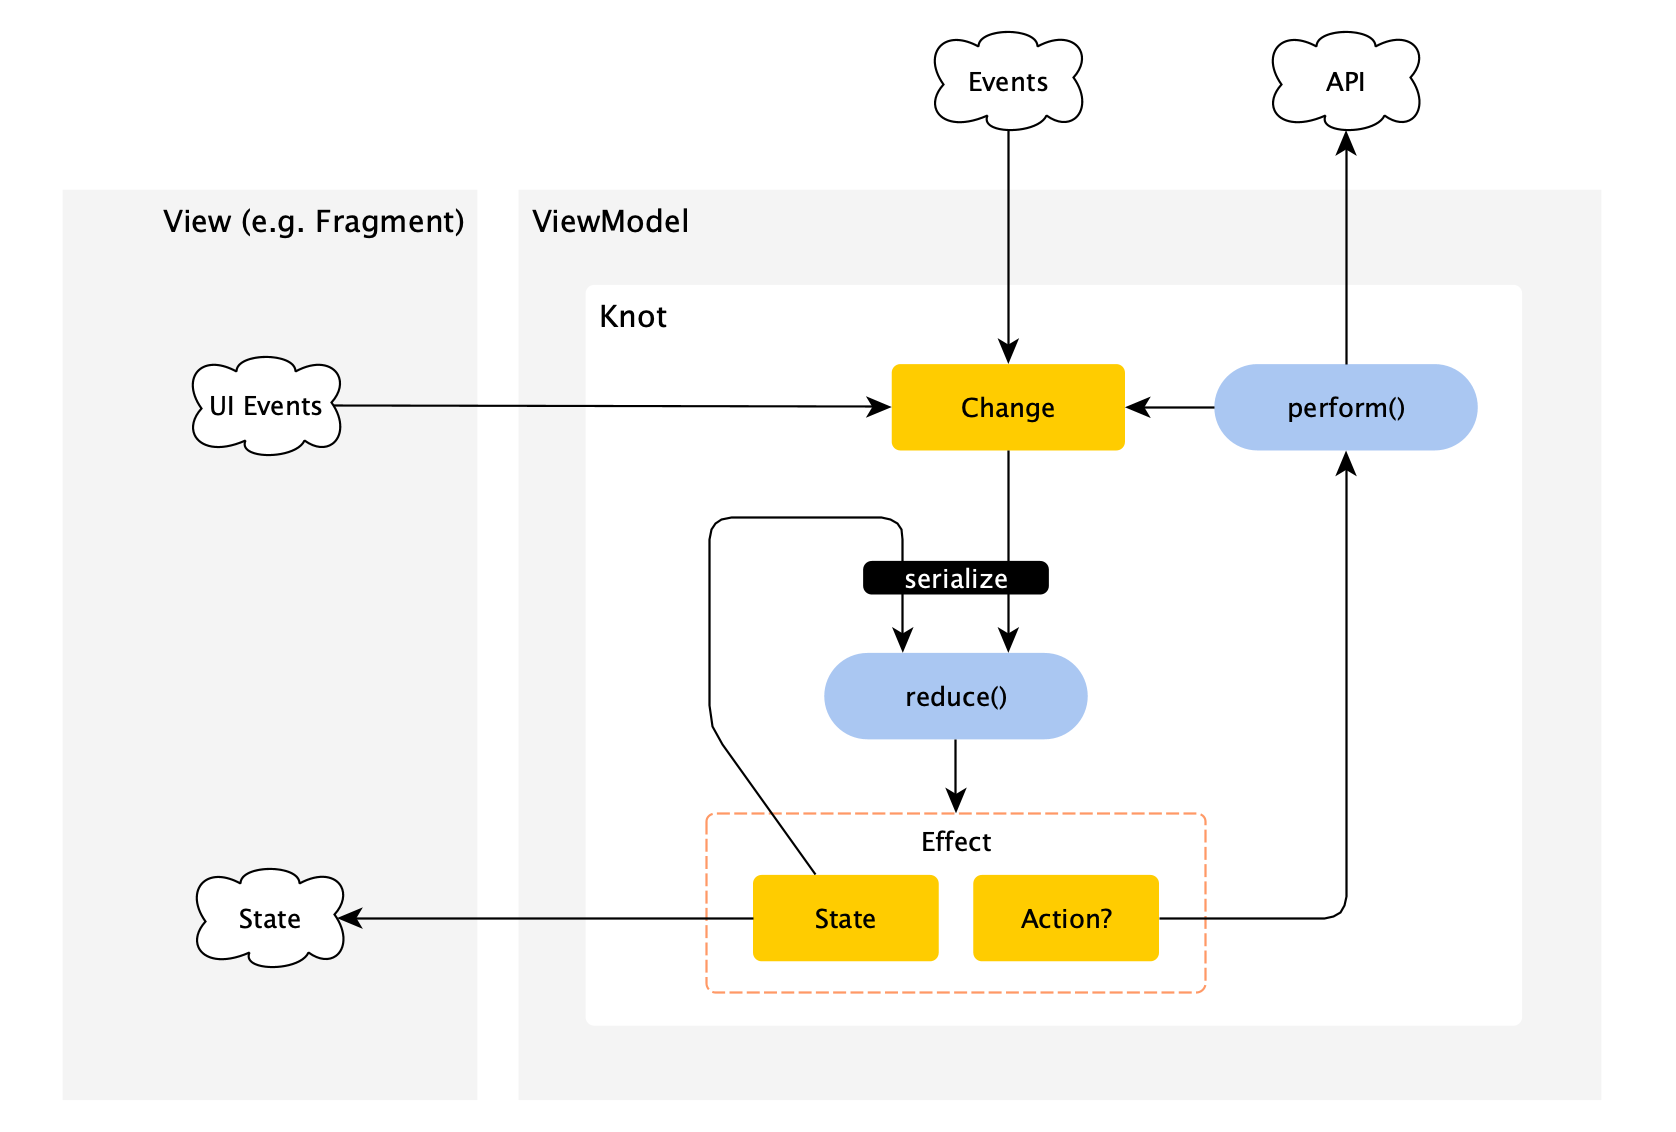 Events
API
View (e.g. Fragment)
ViewModel
Knot
UI Events
Change
perform()
serialize
reduce()
Effect
State
State
Action?